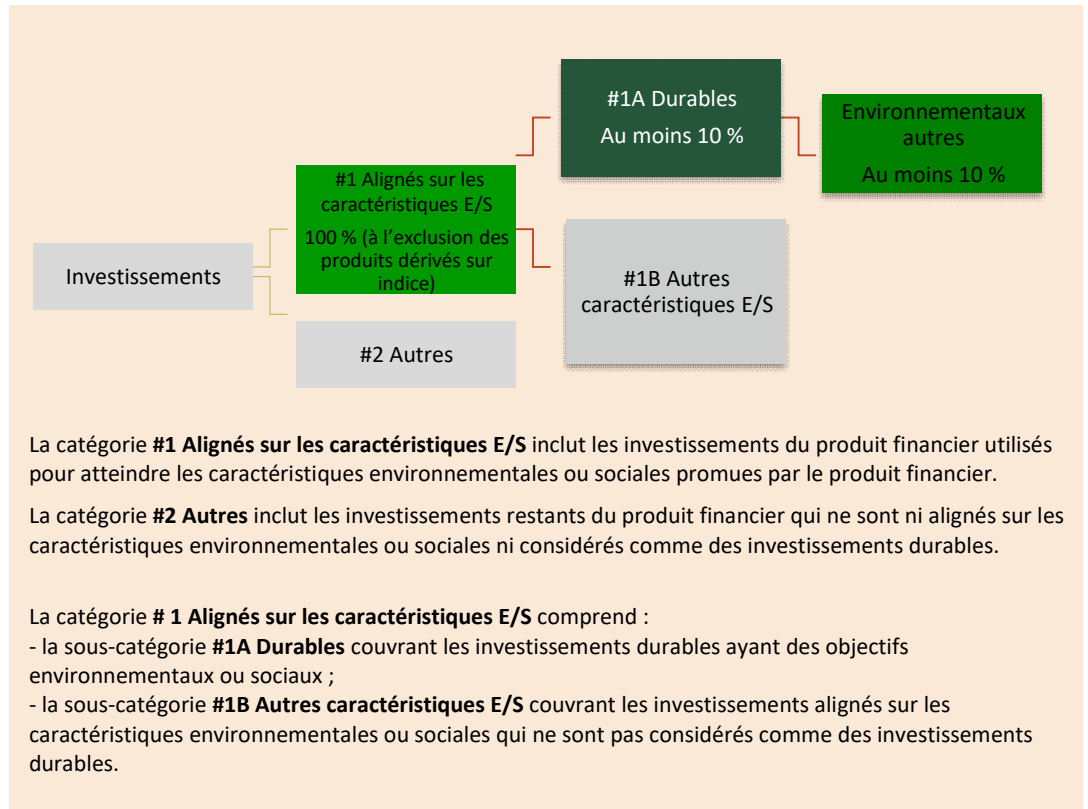 #1A Durables
Au moins 10 %
Environnementaux
autres
Au moins 10 %
#1 Alignés sur les
caractéristiques E/S
100 % (à l’exclusion des
produits dérivés sur
indice)
Investissements
#1B Autres
caractéristiques E/S
#2 Autres
La catégorie #1 Alignés sur les caractéristiques E/S inclut les investissements du produit financier utilisés
pour atteindre les caractéristiques environnementales ou sociales promues par le produit financier.
La catégorie #2 Autres inclut les investissements restants du produit financier qui ne sont ni alignés sur les
caractéristiques environnementales ou sociales ni considérés comme des investissements durables.
La catégorie # 1 Alignés sur les caractéristiques E/S comprend :
- la sous-catégorie #1A Durables couvrant les investissements durables ayant des objectifs
environnementaux ou sociaux ;
- la sous-catégorie #1B Autres caractéristiques E/S couvrant les investissements alignés sur les
caractéristiques environnementales ou sociales qui ne sont pas considérés comme des investissements
durables.